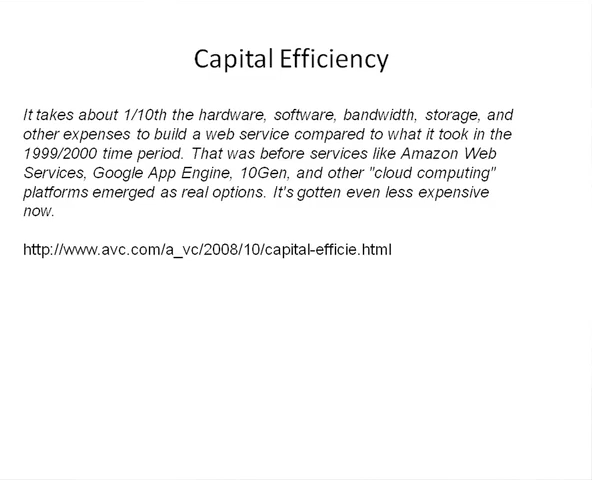 Capital Efficiency
It takes about 1/10th the hardware, software, bandwidth, storage, and
other expenses to build a web service compared to what it took in the
1999/2000 time period. That was before services like Amazon Web
Services, Google App Engine, 10Gen, and other "cloud computing"
platforms emerged as real options. It's gotten even less expensive
now.
http://www.avc.com/a_vc/2008/10/capital-efficie.html